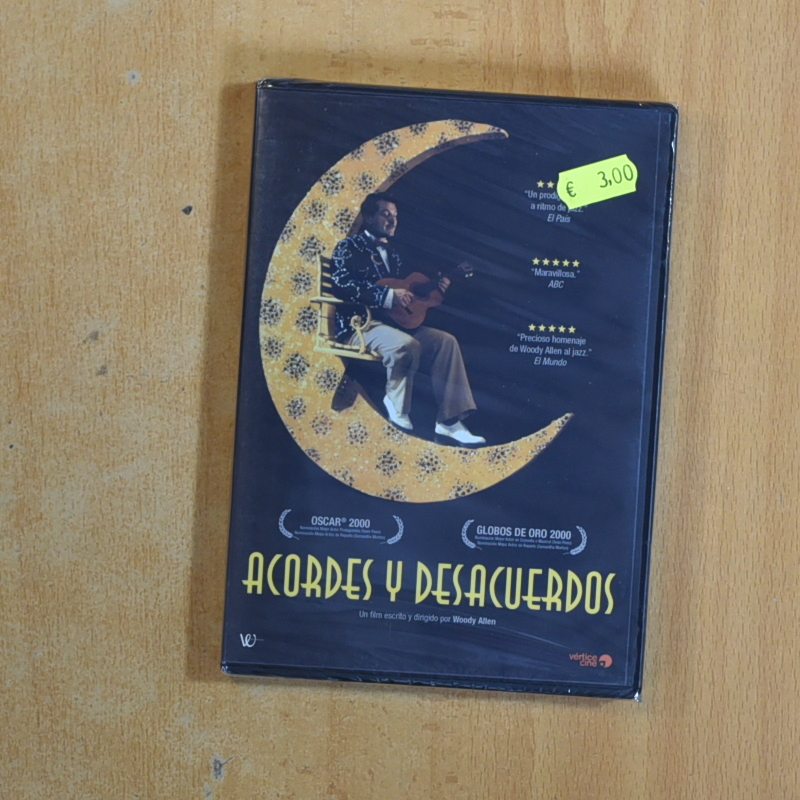 € 3,00
★★
"Un prodi
a ritmo de jazz."
El País
★★★★★
"Maravillosa."
ABC
★★★★★
"Precioso homenaje
de Woody Allen al jazz."
El Mundo
OSCAR® 2000
GLOBOS DE ORO 2000
ACORDES Y DESACUERDOS
Un film escrito y dirigido por Woody Allen
vértice
cine